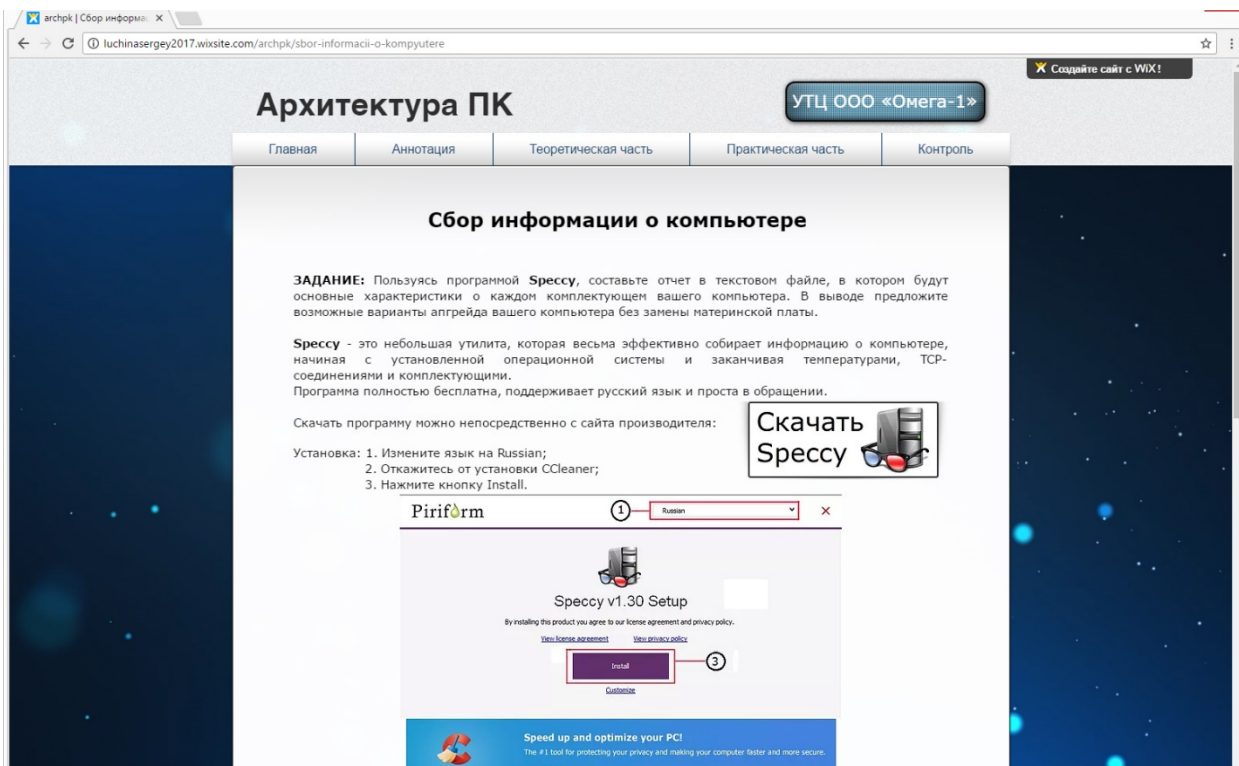 archpk | Сбор информа
luchinasergey2017.wixsite.com/archpk/sbor-informacii-o-kompyutere
Создайте сайт с WiX!
Архитектура ПК
УТЦ ООО «Омега-1»
Главная
Аннотация
Теоретическая часть
Практическая часть
Контроль
Сбор информации о компьютере
ЗАДАНИЕ: Пользуясь программой Speccy, составьте отчет в текстовом файле, в котором будут
основные характеристики о каждом комплектующем вашего компьютера. В выводе предложите
возможные варианты апгрейда вашего компьютера без замены материнской платы.
Speccy - это небольшая утилита, которая весьма эффективно собирает информацию о компьютере,
начиная с установленной операционной системы и заканчивая температурами, TCP-
соединениями и комплектующими.
Программа полностью бесплатна, поддерживает русский язык и проста в обращении.
Скачать программу можно непосредственно с сайта производителя:
Скачать
Speccy
Установка: 1. Измените язык на Russian;
2. Откажитесь от установки CCleaner;
3. Нажмите кнопку Install.
Piriform
1
Russian
Speccy v1.30 Setup
By installing this product you agree to our license agreement and privacy policy.
View license agreement
View privacy policy
Install
3
Customize
Speed up and optimize your PC!
The #1 tool for protecting your privacy and making your computer faster and more secure.